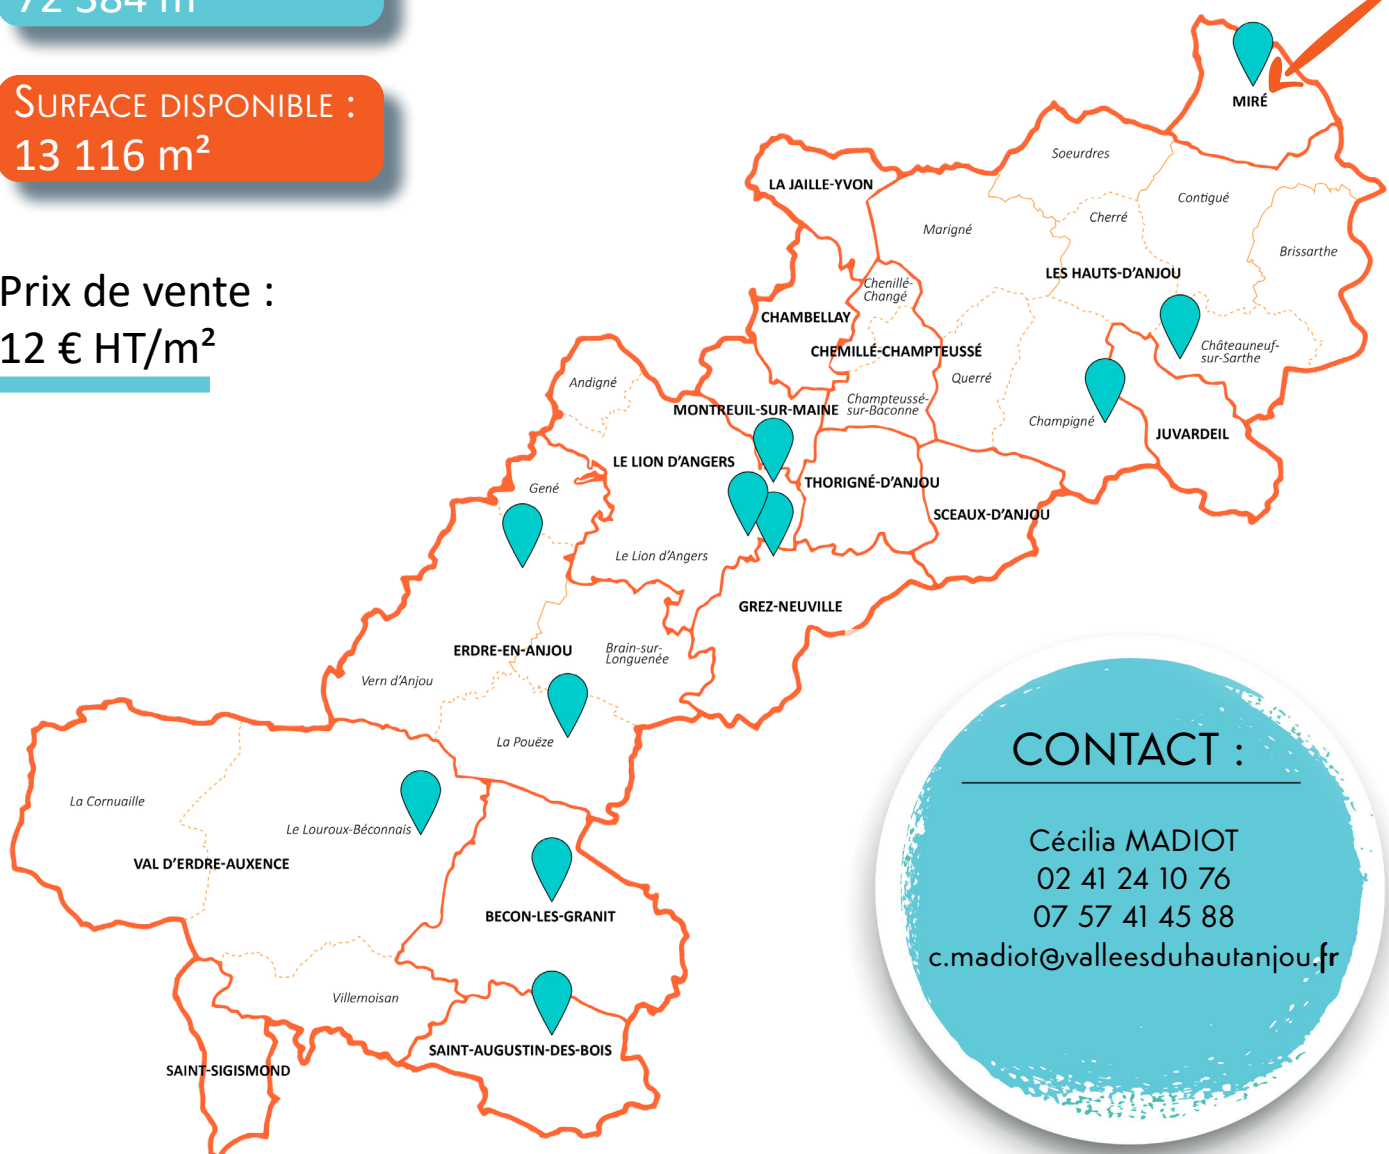 72 584 m²
SURFACE DISPONIBLE :
13 116 m²
Prix de vente :
12 € HT/m²
MIRÉ
Soeurdres
LA JAILLE-YVON
Contigué
Cherré
Marigné
Brissarthe
LES HAUTS-D'ANJOU
Chenillé-
Changé
CHAMBELLAY
Châteauneuf-
sur-Sarthe
CHEMILLÉ-CHAMPTEUSSÉ
Querré
Andigné
Champteussé-
sur-Baconne
MONTREUIL-SUR-MAINE
Champigné
JUVARDEIL
LE LION D'ANGERS
THORIGNÉ-D'ANJOU
Gené
SCEAUX-D'ANJOU
Le Lion d'Angers
GREZ-NEUVILLE
ERDRE-EN-ANJOU
Brain-sur-
Longuenée
Vern d'Anjou
La Pouëze
La Cornuaille
Le Louroux-Béconnais
VAL D'ERDRE-AUXENCE
BECON-LES-GRANIT
Villemoisan
SAINT-AUGUSTIN-DES-BOIS
SAINT-SIGISMOND
CONTACT :
Cécilia MADIOT
02 41 24 10 76
07 57 41 45 88
c.madiot@valleesduhautanjou.fr